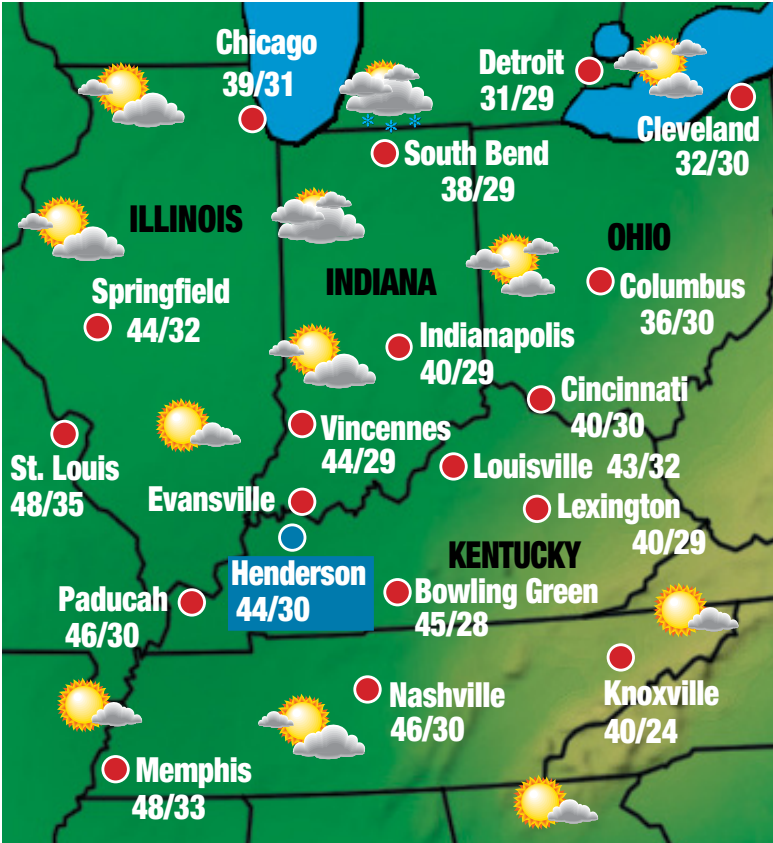 Chicago
39/31
Detroit
31/29
Cleveland
32/30
South Bend
38/29
ILLINOIS
OHIO
INDIANA
Springfield
44/32
Columbus
36/30
Indianapolis
40/29
Cincinnati
40/30
Vincennes
44/29
St. Louis
48/35
Louisville 43/32
Evansville
Lexington
40/29
KENTUCKY
Henderson
44/30
Paducah
46/30
Bowling Green
45/28
Nashville
46/30
Knoxville
40/24
Memphis
48/33